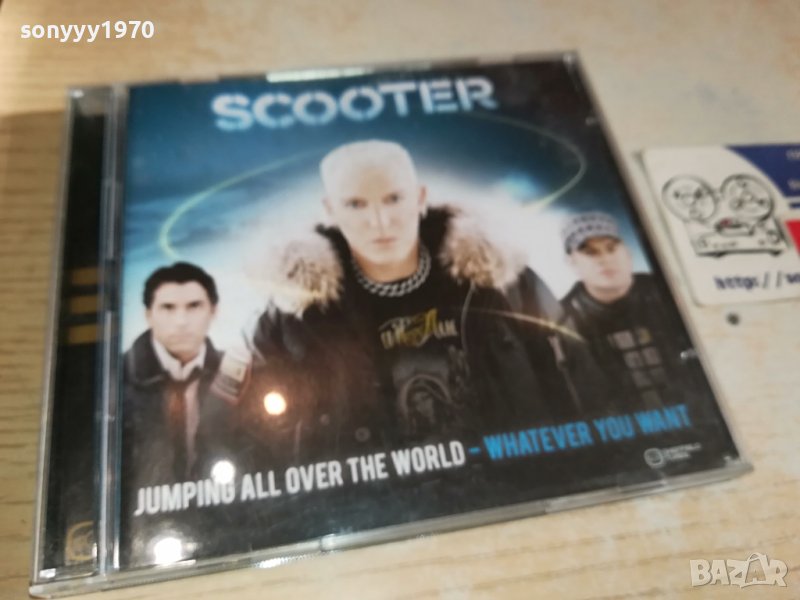 sonyyy1970
SCOOTER
JUMPING ALL OVER THE WORLD - WHATEVER YOU WANT
http://
BAZAR